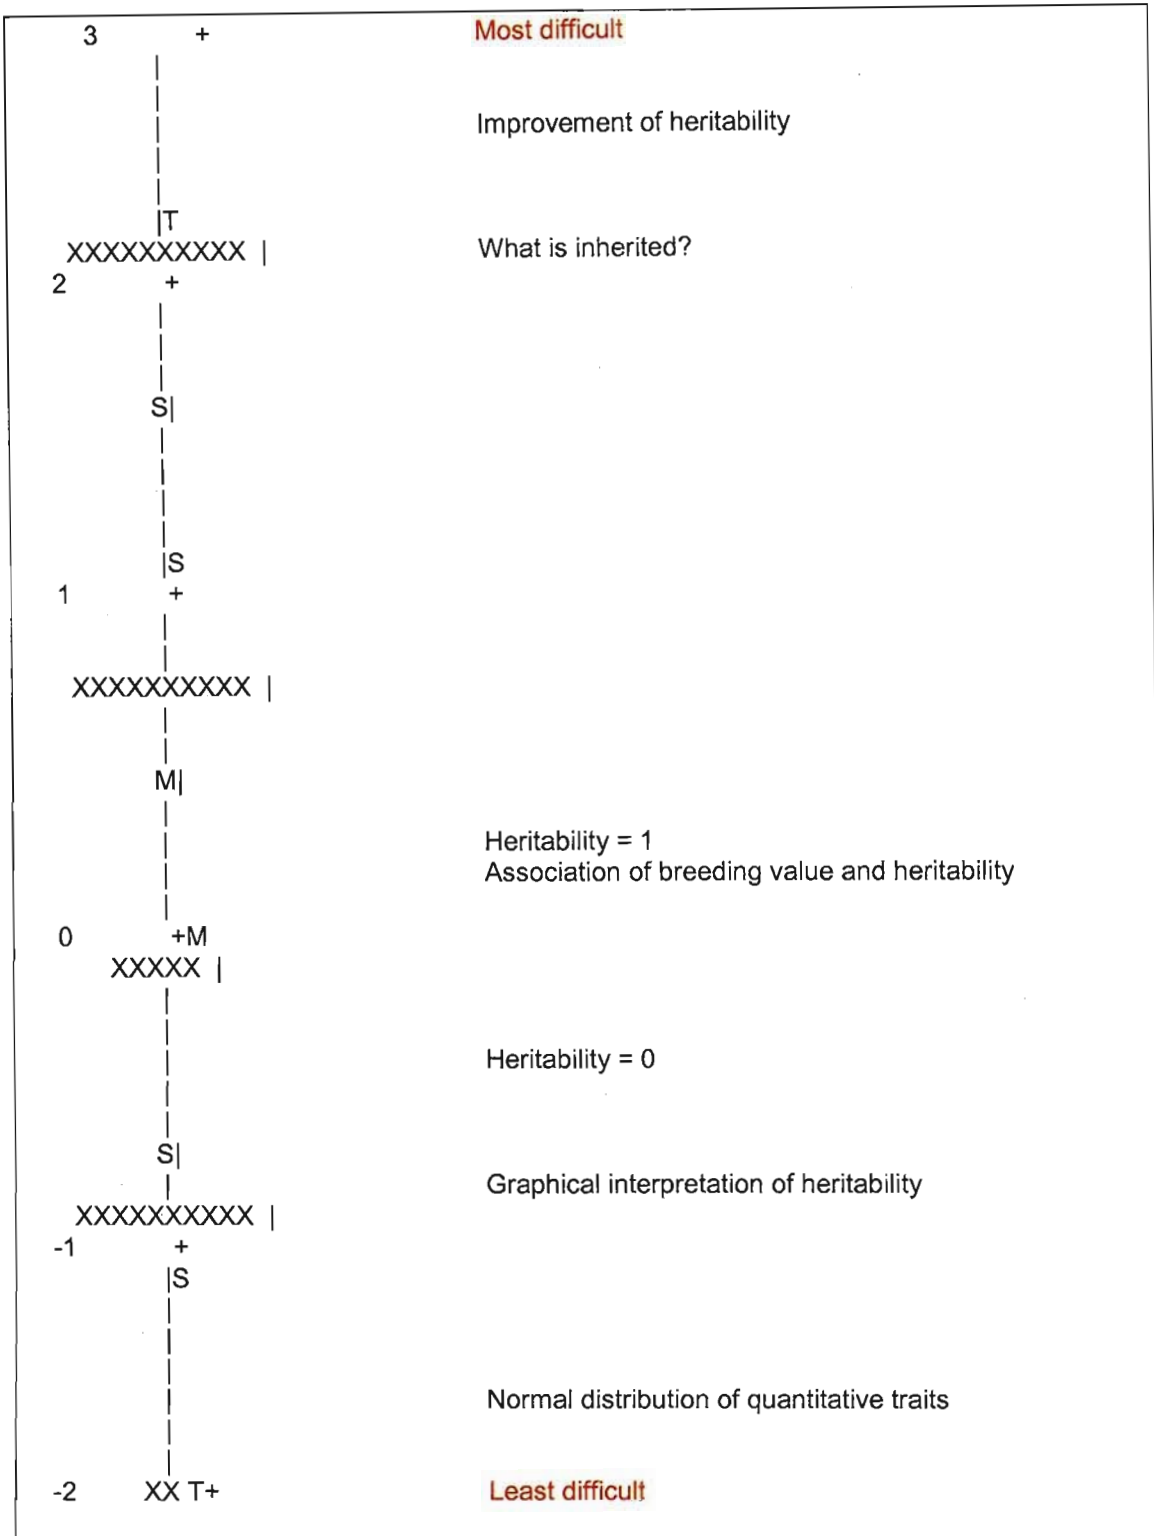 3 + Most difficult
|
|
| Improvement of heritability
|
|
|T
XXXXXXXXXX | What is inherited?
2 +
|
|
|
S|
|
|
|
|
|S
1 +
|
|
XXXXXXXXXX |
|
|
M|
|
| Heritability = 1
| Association of breeding value and heritability
|
0 +M
XXXXX |
|
|
| Heritability = 0
|
|
S|
| Graphical interpretation of heritability
XXXXXXXXXX |
-1 +
|S
|
|
|
| Normal distribution of quantitative traits
|
|
-2 XX T+ Least difficult